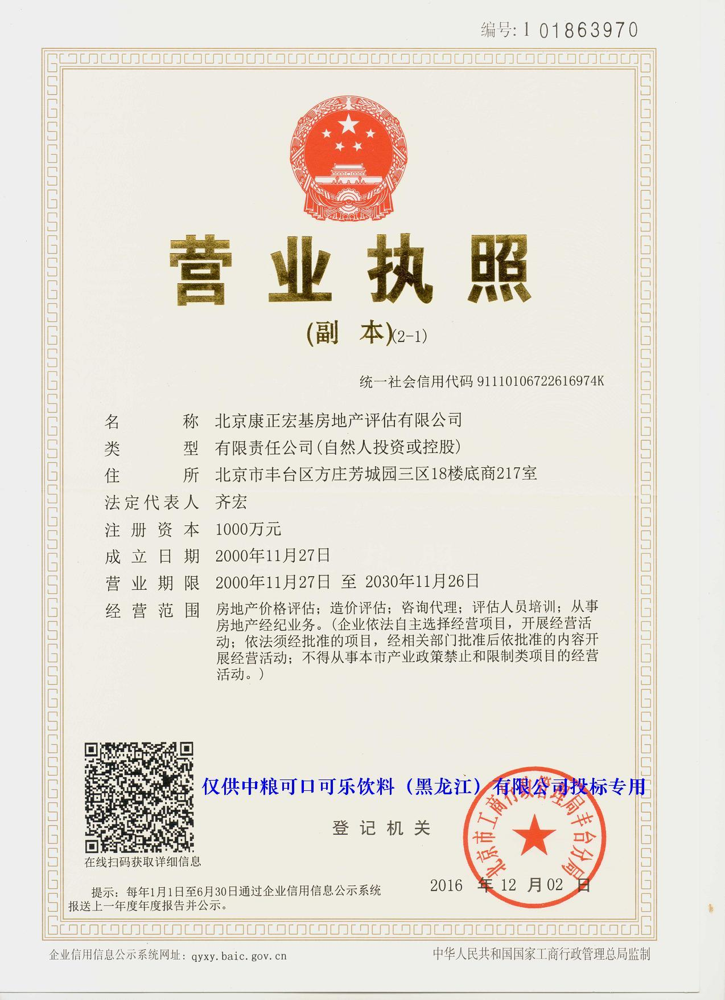 编号: 1 01863970
营业执照
(副 本)(2-1)
统一社会信用代码 91110106722616974K
名 称 北京康正宏基房地产评估有限公司
类 型 有限责任公司(自然人投资或控股)
住 所 北京市丰台区方庄芳城园三区18楼底商217室
法定代表人 齐宏
注 册 资 本 1000万元
成 立 日 期 2000年11月27日
营 业 期 限 2000年11月27日 至 2030年11月26日
经 营 范 围 房地产价格评估；造价评估；咨询代理；评估人员培训；从事
房地产经纪业务。(企业依法自主选择经营项目，开展经营活
动；依法须经批准的项目，经相关部门批准后依批准的内容开
展经营活动；不得从事本市产业政策禁止和限制类项目的经营
活动。)
仅供中粮可口可乐饮料（黑龙江）有限公司投标专用
北京市工商行政管理局丰台分局
登 记 机 关
在线扫码获取详细信息
2016 年 12 月 02 日
提示：每年1月1日至6月30日通过企业信用信息公示系统
报送上一年度年度报告并公示。
企业信用信息公示系统网址: qyxy.baic.gov.cn
中华人民共和国国家工商行政管理总局监制